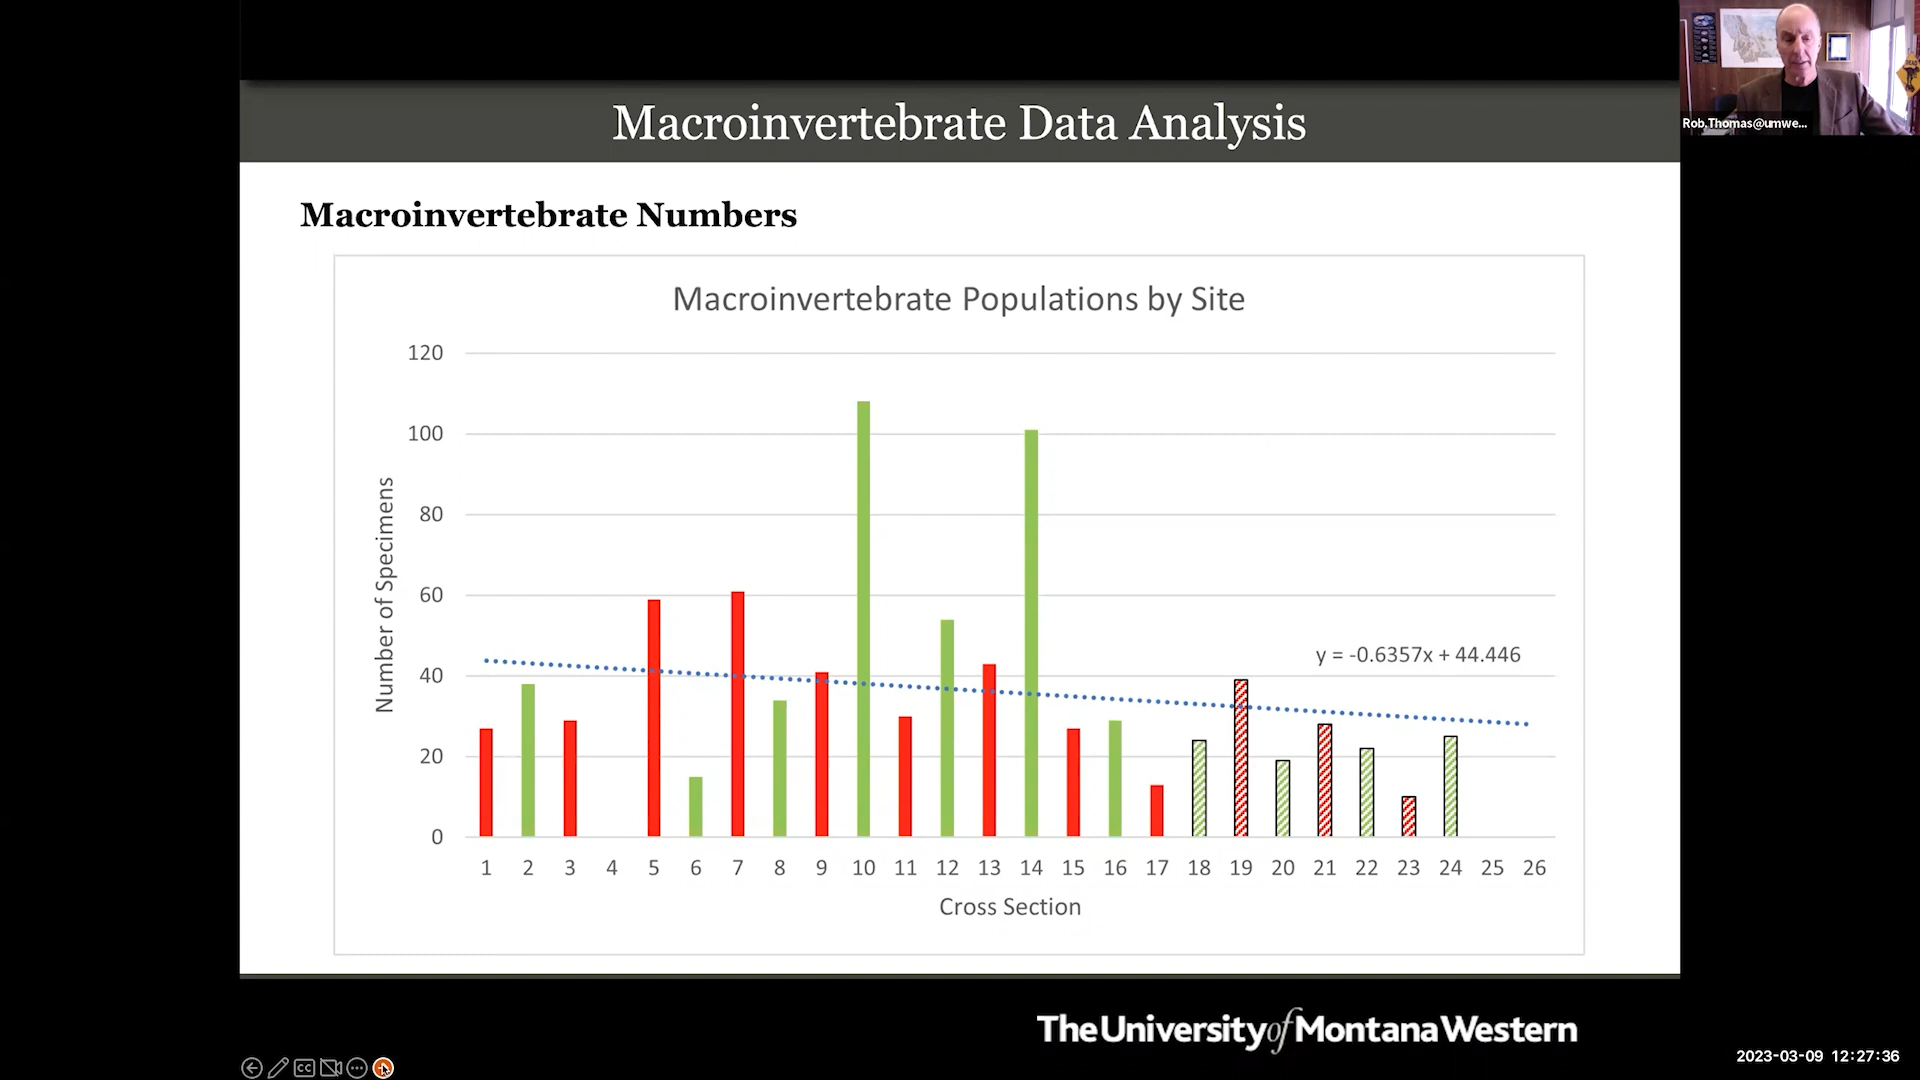 Macroinvertebrate Data Analysis
Rob.Thomas@umwe...
Macroinvertebrate Numbers
Macroinvertebrate Populations by Site
120
100
80
60
40
20
0
Number of Specimens
y = -0.6357x + 44.446
1 2 3 4 5 6 7 8 9 10 11 12 13 14 15 16 17 18 19 20 21 22 23 24 25 26
Cross Section
The University of Montana Western
CC
2023-03-09 12:27:36